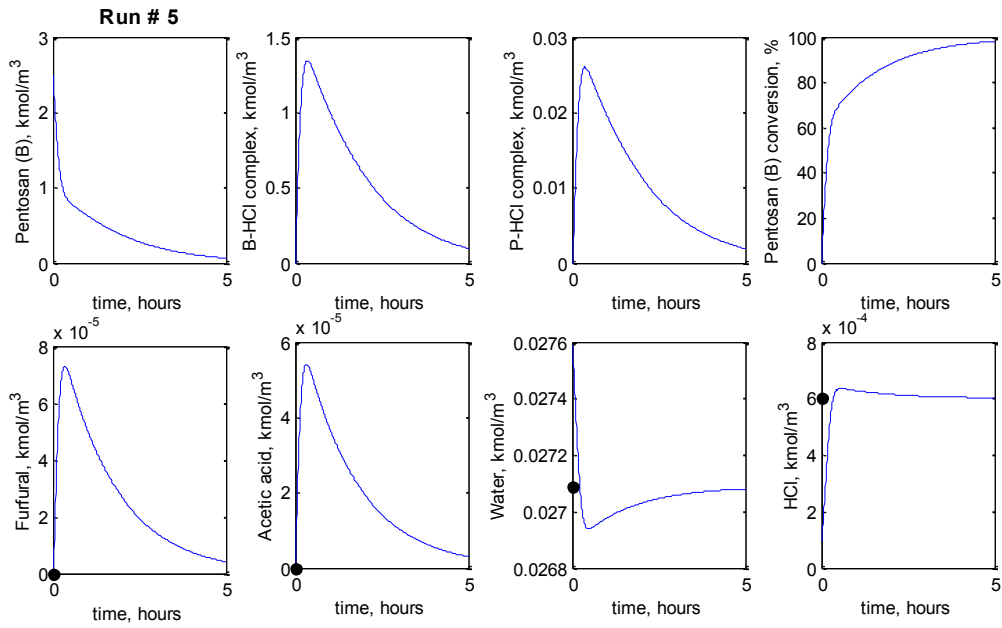 Run # 5
Pentosan (B), kmol/m³
3
2
1
0
0
5
time, hours
B-HCl complex, kmol/m³
1.5
1
0.5
0
0
5
time, hours
P-HCl complex, kmol/m³
0.03
0.02
0.01
0
0
5
time, hours
Pentosan (B) conversion, %
100
80
60
40
20
0
0
5
time, hours
x 10⁻⁵
Furfural, kmol/m³
8
6
4
2
0
0
5
time, hours
x 10⁻⁵
Acetic acid, kmol/m³
6
4
2
0
0
5
time, hours
Water, kmol/m³
0.0276
0.0274
0.0272
0.027
0.0268
0
5
time, hours
x 10⁻⁴
HCl, kmol/m³
8
6
4
2
0
0
5
time, hours